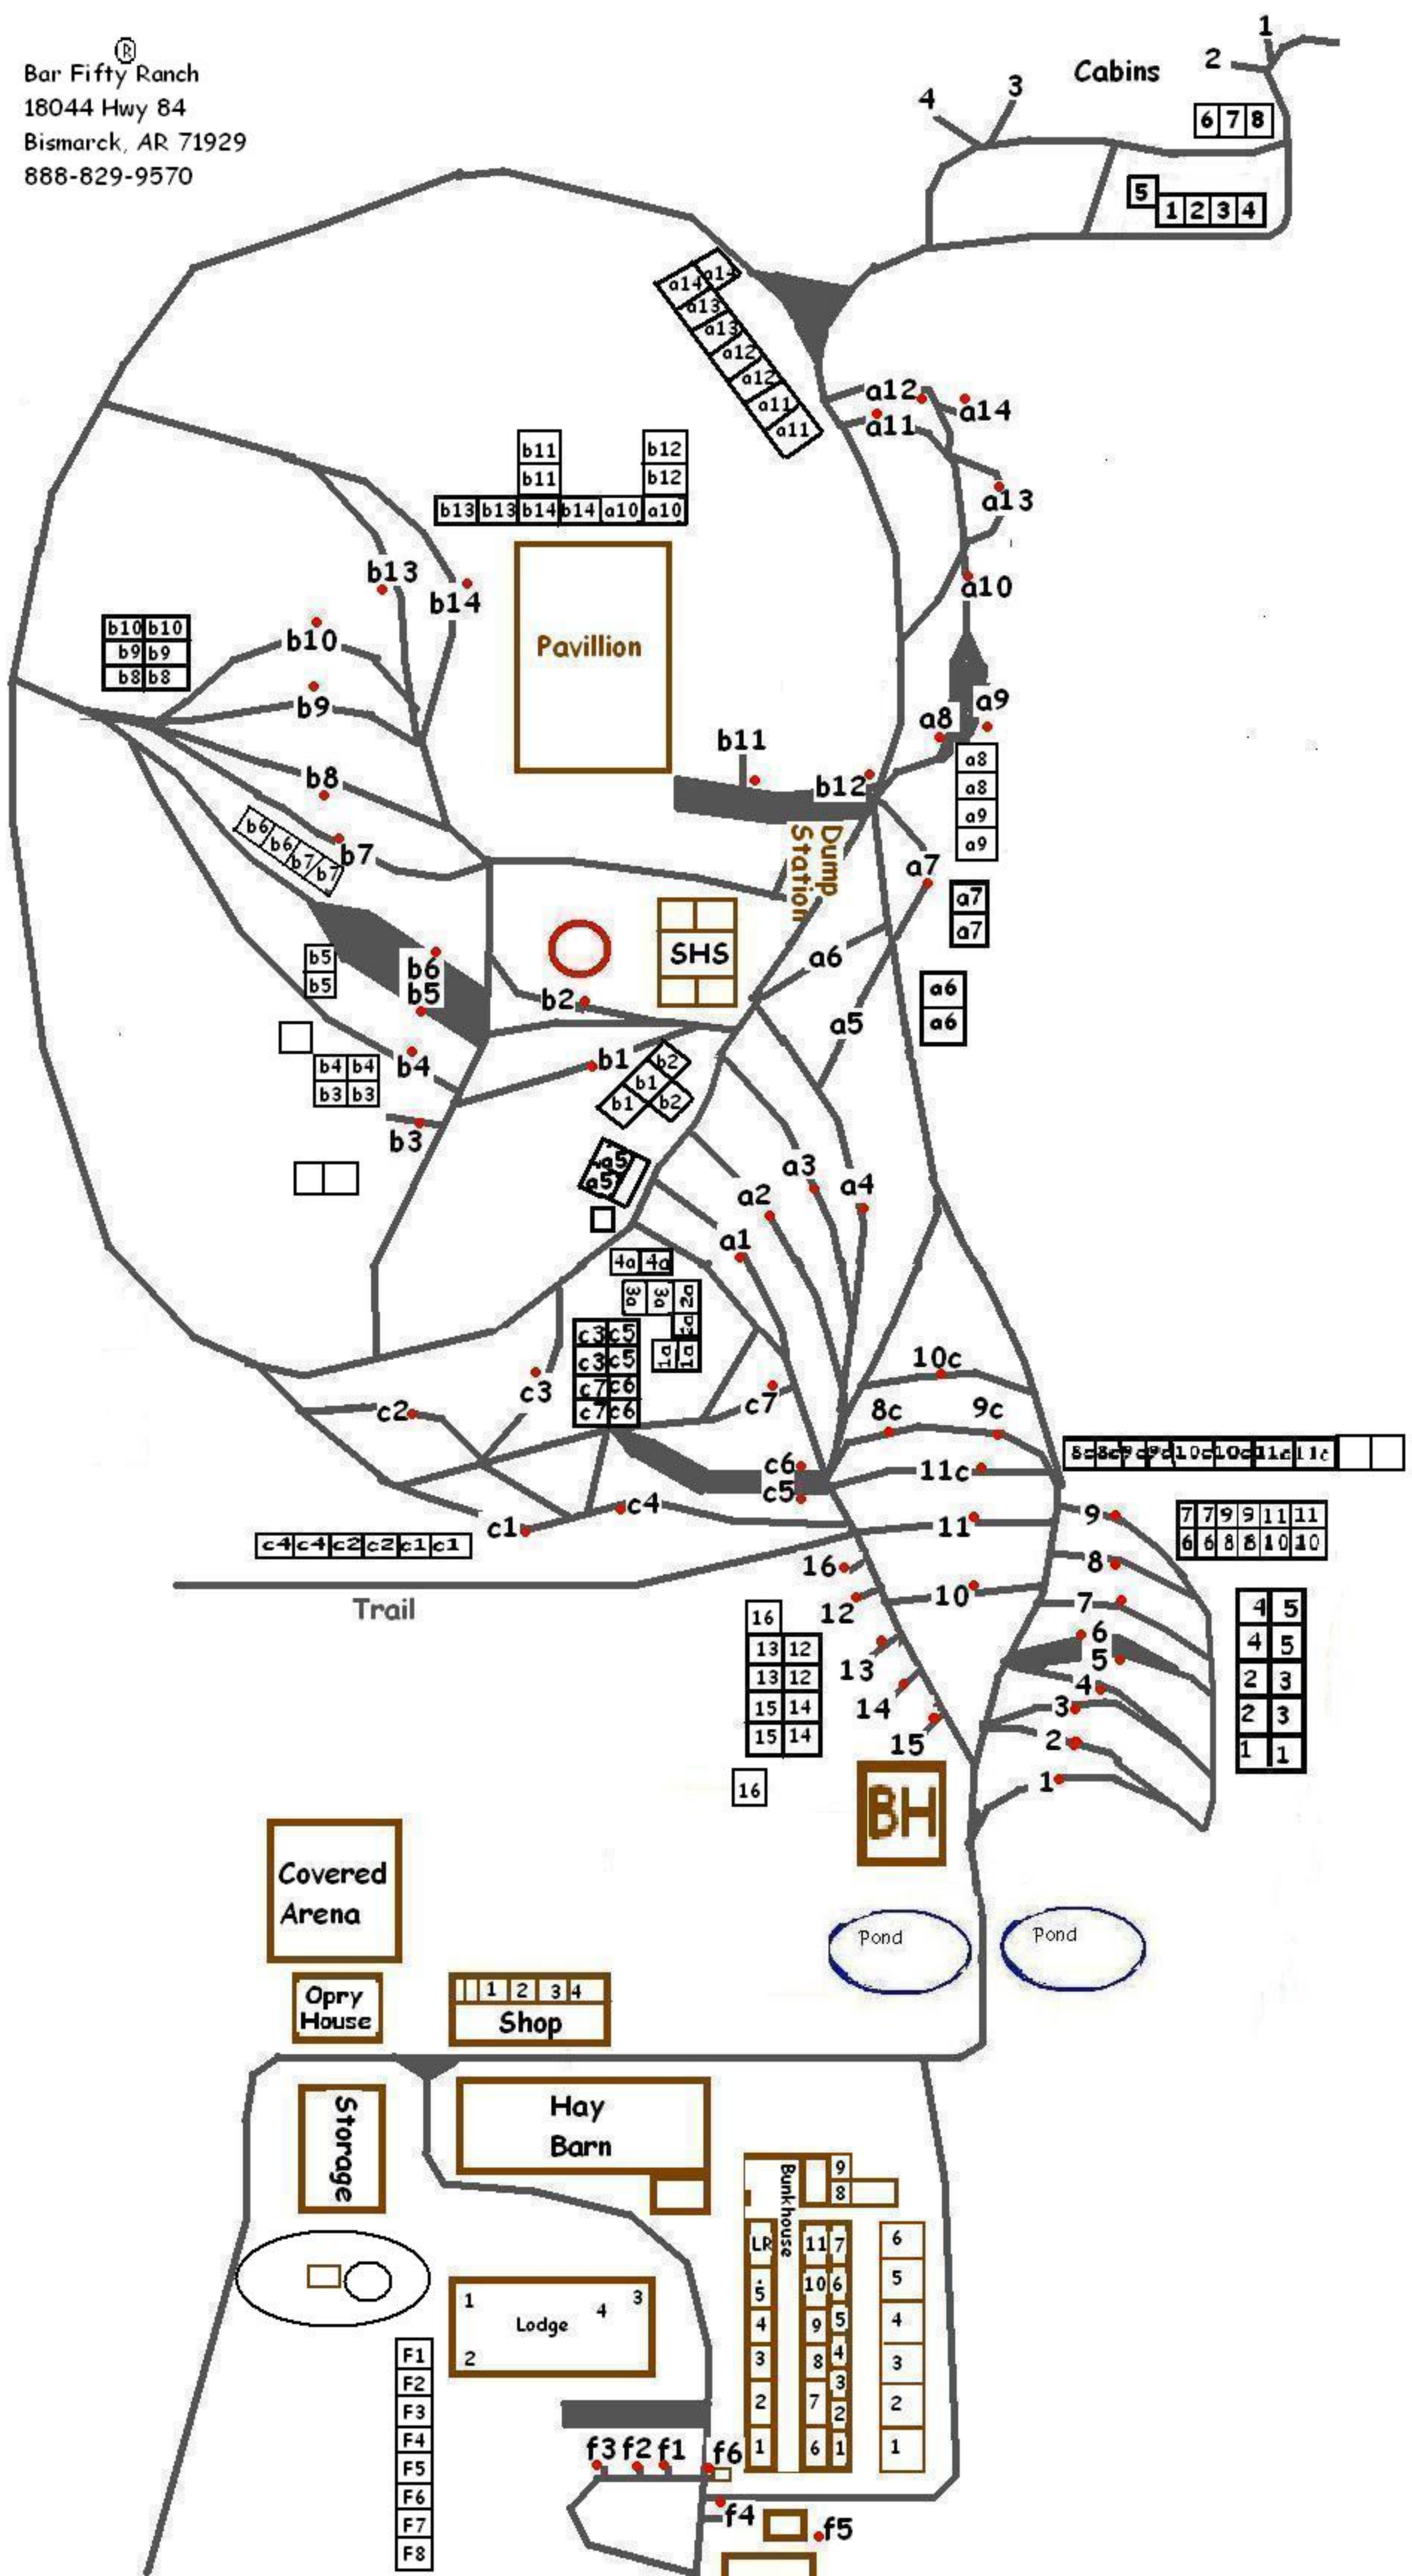 ®
Bar Fifty Ranch
18044 Hwy 84
Bismarck, AR 71929
888-829-9570
1
2
Cabins
3
4
6 7 8
5
1 2 3 4
a14 a14
a13
a13
a12
a12
a11
a11
a12
a14
a11
a13
a10
b11
b11
b12
b12
b13 b13 b14 b14 a10 a10
b13
b14
Pavillion
b10 b10
b9 b9
b8 b8
b10
b9
a9
a8
b11
b12
a8
a8
a9
a9
b8
b6 b6 b7 b7
b7
Dump
Station
a7
a7
a7
SHS
a6
b5
b5
b6
b5
b2
a6
a6
a5
b4 b4
b3 b3
b4
b1
b2
b1
b1 b2
b3
a5
a5
a3
a4
a2
a1
4a 4a
3a 3a 2a
2a
1a 1a
c3 c5
c3 c5
c7 c6
c7 c6
10c
c3
c2
c7
8c
9c
8c 8c 9c 9c 10c 10c 11c 11c
c6
c5
11c
c4
c1
c4 c4 c2 c2 c1 c1
11
9
7 7 9 9 11 11
6 6 8 8 10 10
8
16
10
7
12
Trail
16
13 12
13 12
15 14
15 14
16
6
5
4 5
4 5
2 3
2 3
1 1
13
4
14
3
15
2
1
BH
Covered
Arena
Pond
Pond
Opry
House
1 2 3 4
Shop
Storage
Hay
Barn
Bunkhouse
9
8
LR 11 7 6
5 10 6 5
4 9 5 4
3 8 4 3
3
2 7 2 2
1 6 1 1
1
3
4
Lodge
2
F1
F2
F3
F4
F5
F6
F7
F8
f3 f2 f1 f6
f4
f5